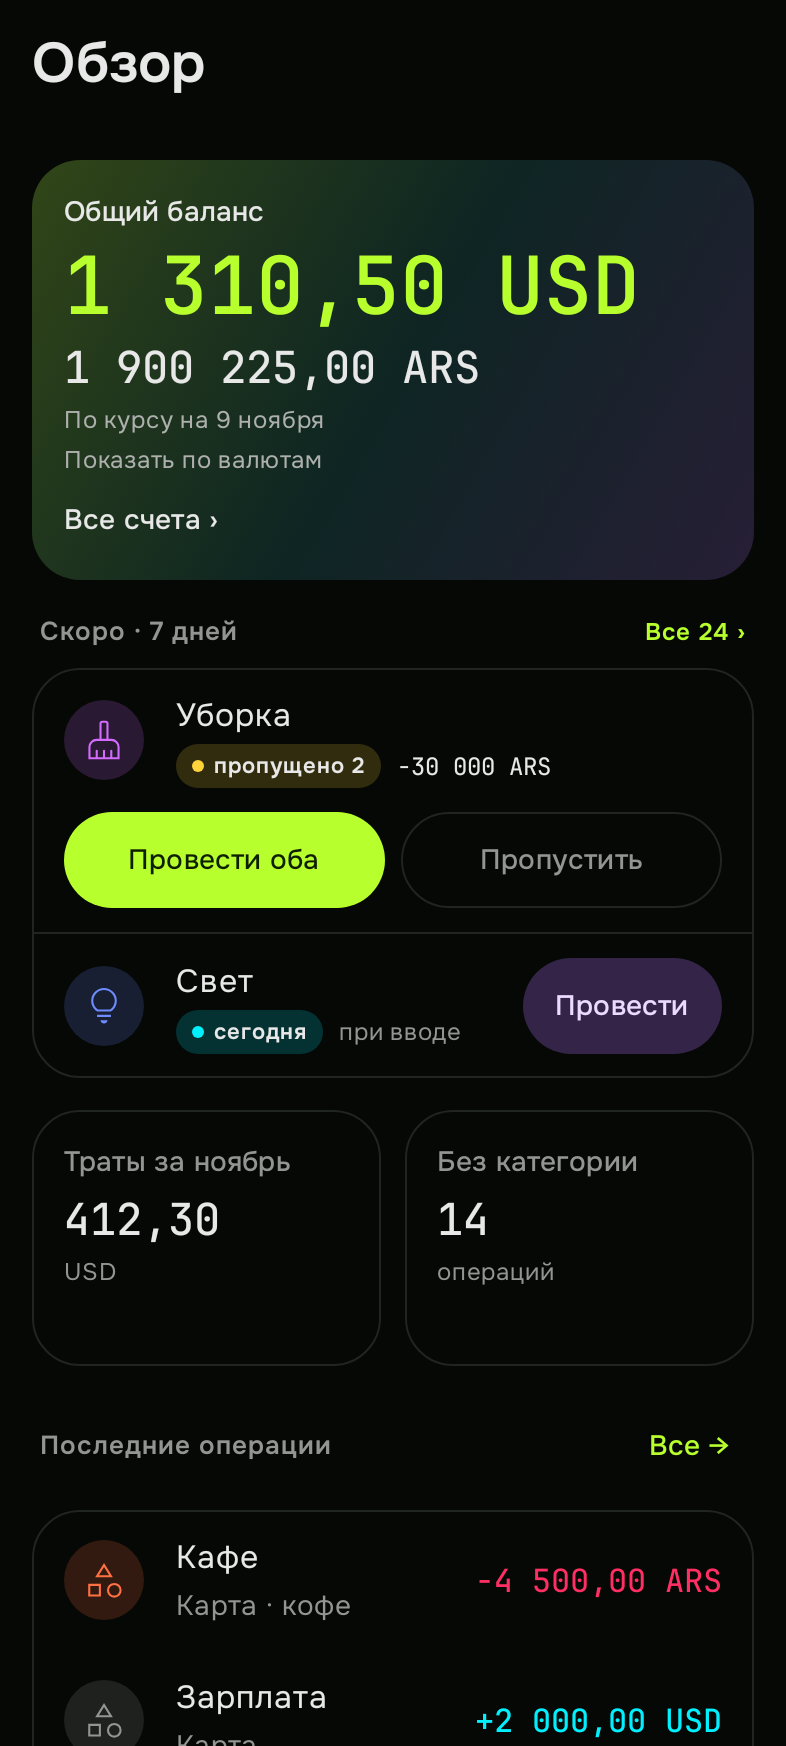 Обзор
Общий баланс
1 310,50 USD
1 900 225,00 ARS
По курсу на 9 ноября
Показать по валютам
Все счета ›
Скоро · 7 дней
Все 24 ›
Уборка
пропущено 2
-30 000 ARS
Провести оба
Пропустить
Свет
сегодня
при вводе
Провести
Траты за ноябрь
412,30
USD
Без категории
14
операций
Последние операции
Все →
Кафе
-4 500,00 ARS
Карта · кофе
Зарплата
+2 000,00 USD
Карта